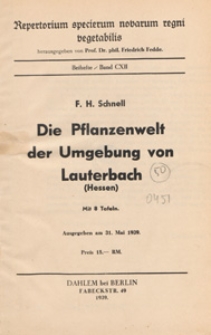 Repertorium specierum novarum regni
vegetabilis
herausgegeben von Prof. Dr. phil. Friedrich Fedde.
Beihefte / Band CXII
F. H. Schnell
Die Pflanzenwelt
der Umgebung von
Lauterbach
(Hessen)
Mit 8 Tafeln.
Ausgegeben am 31. Mai 1939.
Preis 15.— RM.
DAHLEM bei BERLIN
FABECKSTR. 49
1939.